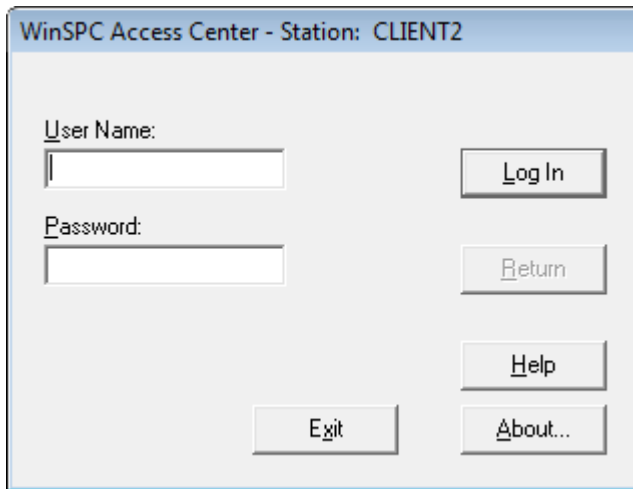 WinSPC Access Center - Station: CLIENT2
User Name:
Log In
Password:
Return
Help
Exit
About...